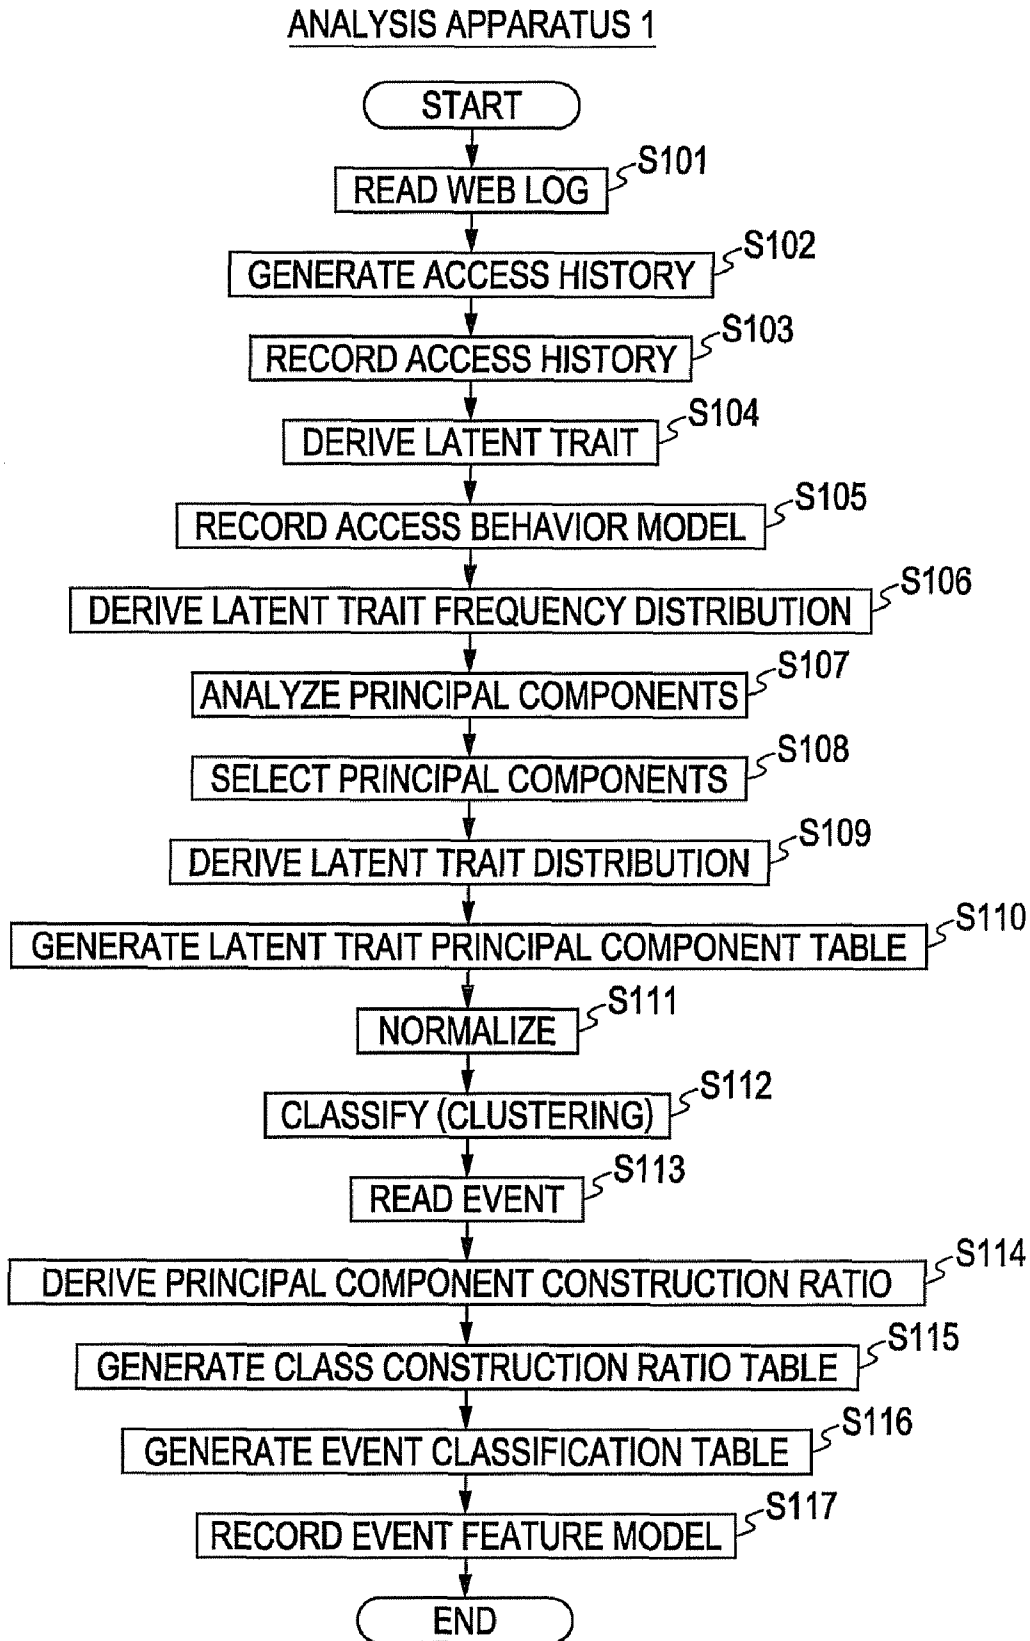 ANALYSIS APPARATUS 1
START
S101
READ WEB LOG
S102
GENERATE ACCESS HISTORY
S103
RECORD ACCESS HISTORY
S104
DERIVE LATENT TRAIT
S105
RECORD ACCESS BEHAVIOR MODEL
S106
DERIVE LATENT TRAIT FREQUENCY DISTRIBUTION
S107
ANALYZE PRINCIPAL COMPONENTS
S108
SELECT PRINCIPAL COMPONENTS
S109
DERIVE LATENT TRAIT DISTRIBUTION
S110
GENERATE LATENT TRAIT PRINCIPAL COMPONENT TABLE
S111
NORMALIZE
S112
CLASSIFY (CLUSTERING)
S113
READ EVENT
S114
DERIVE PRINCIPAL COMPONENT CONSTRUCTION RATIO
S115
GENERATE CLASS CONSTRUCTION RATIO TABLE
S116
GENERATE EVENT CLASSIFICATION TABLE
S117
RECORD EVENT FEATURE MODEL
END